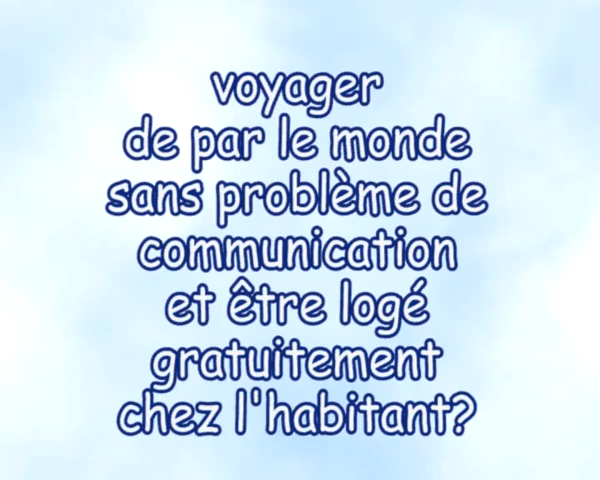 voyager
de par le monde
sans problème de
communication
et être logé
gratuitement
chez l'habitant?